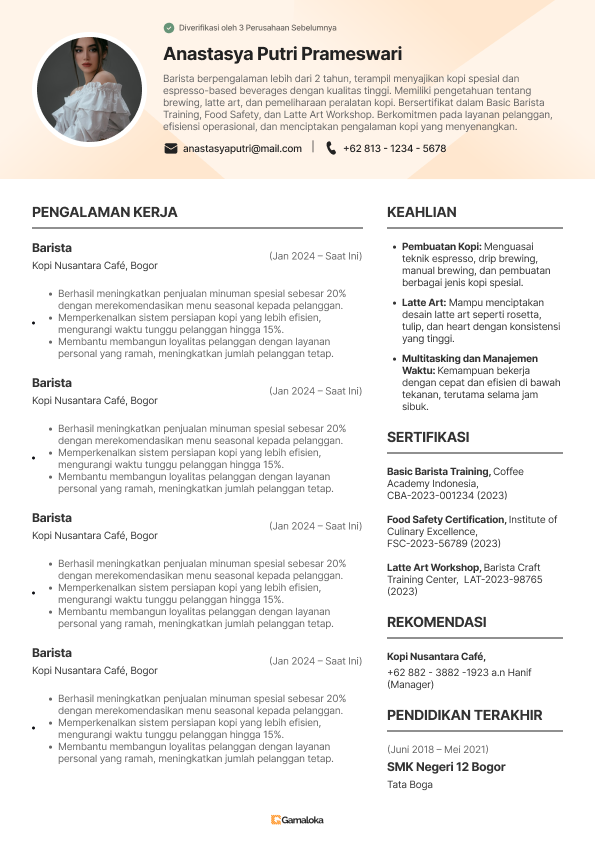 Diverifikasi oleh 3 Perusahaan Sebelumnya
Anastasya Putri Prameswari
Barista berpengalaman lebih dari 2 tahun, terampil menyajikan kopi spesial dan
espresso-based beverages dengan kualitas tinggi. Memiliki pengetahuan tentang
brewing, latte art, dan pemeliharaan peralatan kopi. Bersertifikat dalam Basic Barista
Training, Food Safety, dan Latte Art Workshop. Berkomitmen pada layanan pelanggan,
efisiensi operasional, dan menciptakan pengalaman kopi yang menyenangkan.
anastasyaputri@mail.com | +62 813 - 1234 - 5678
PENGALAMAN KERJA
Barista
(Jan 2024 – Saat Ini)
Kopi Nusantara Café, Bogor
• Berhasil meningkatkan penjualan minuman spesial sebesar 20%
dengan merekomendasikan menu seasonal kepada pelanggan.
• Memperkenalkan sistem persiapan kopi yang lebih efisien,
mengurangi waktu tunggu pelanggan hingga 15%.
• Membantu membangun loyalitas pelanggan dengan layanan
personal yang ramah, meningkatkan jumlah pelanggan tetap.
Barista
(Jan 2024 – Saat Ini)
Kopi Nusantara Café, Bogor
• Berhasil meningkatkan penjualan minuman spesial sebesar 20%
dengan merekomendasikan menu seasonal kepada pelanggan.
• Memperkenalkan sistem persiapan kopi yang lebih efisien,
mengurangi waktu tunggu pelanggan hingga 15%.
• Membantu membangun loyalitas pelanggan dengan layanan
personal yang ramah, meningkatkan jumlah pelanggan tetap.
Barista
(Jan 2024 – Saat Ini)
Kopi Nusantara Café, Bogor
• Berhasil meningkatkan penjualan minuman spesial sebesar 20%
dengan merekomendasikan menu seasonal kepada pelanggan.
• Memperkenalkan sistem persiapan kopi yang lebih efisien,
mengurangi waktu tunggu pelanggan hingga 15%.
• Membantu membangun loyalitas pelanggan dengan layanan
personal yang ramah, meningkatkan jumlah pelanggan tetap.
Barista
(Jan 2024 – Saat Ini)
Kopi Nusantara Café, Bogor
• Berhasil meningkatkan penjualan minuman spesial sebesar 20%
dengan merekomendasikan menu seasonal kepada pelanggan.
• Memperkenalkan sistem persiapan kopi yang lebih efisien,
mengurangi waktu tunggu pelanggan hingga 15%.
• Membantu membangun loyalitas pelanggan dengan layanan
personal yang ramah, meningkatkan jumlah pelanggan tetap.
KEAHLIAN
• Pembuatan Kopi: Menguasai
teknik espresso, drip brewing,
manual brewing, dan pembuatan
berbagai jenis kopi spesial.
• Latte Art: Mampu menciptakan
desain latte art seperti rosetta,
tulip, dan heart dengan konsistensi
yang tinggi.
• Multitasking dan Manajemen
Waktu: Kemampuan bekerja
dengan cepat dan efisien di bawah
tekanan, terutama selama jam
sibuk.
SERTIFIKASI
Basic Barista Training, Coffee
Academy Indonesia,
CBA-2023-001234 (2023)
Food Safety Certification, Institute of
Culinary Excellence,
FSC-2023-56789 (2023)
Latte Art Workshop, Barista Craft
Training Center, LAT-2023-98765
(2023)
REKOMENDASI
Kopi Nusantara Café,
+62 882 - 3882 -1923 a.n Hanif
(Manager)
PENDIDIKAN TERAKHIR
(Juni 2018 – Mei 2021)
SMK Negeri 12 Bogor
Tata Boga
Gamaloka